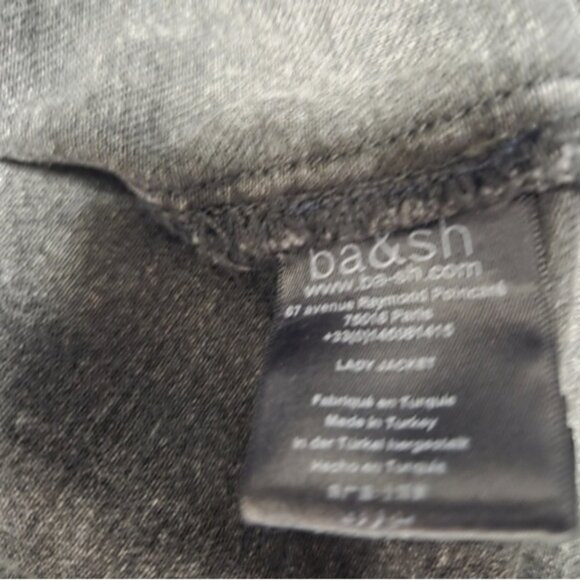 ba&sh
www.ba-sh.com
67 avenue Raymond Poincaré
75016 Paris
LADY JACKET
Fabriqué en Turquie
Made in Turkey
in der Türkei hergestellt
Hecho en Turquía